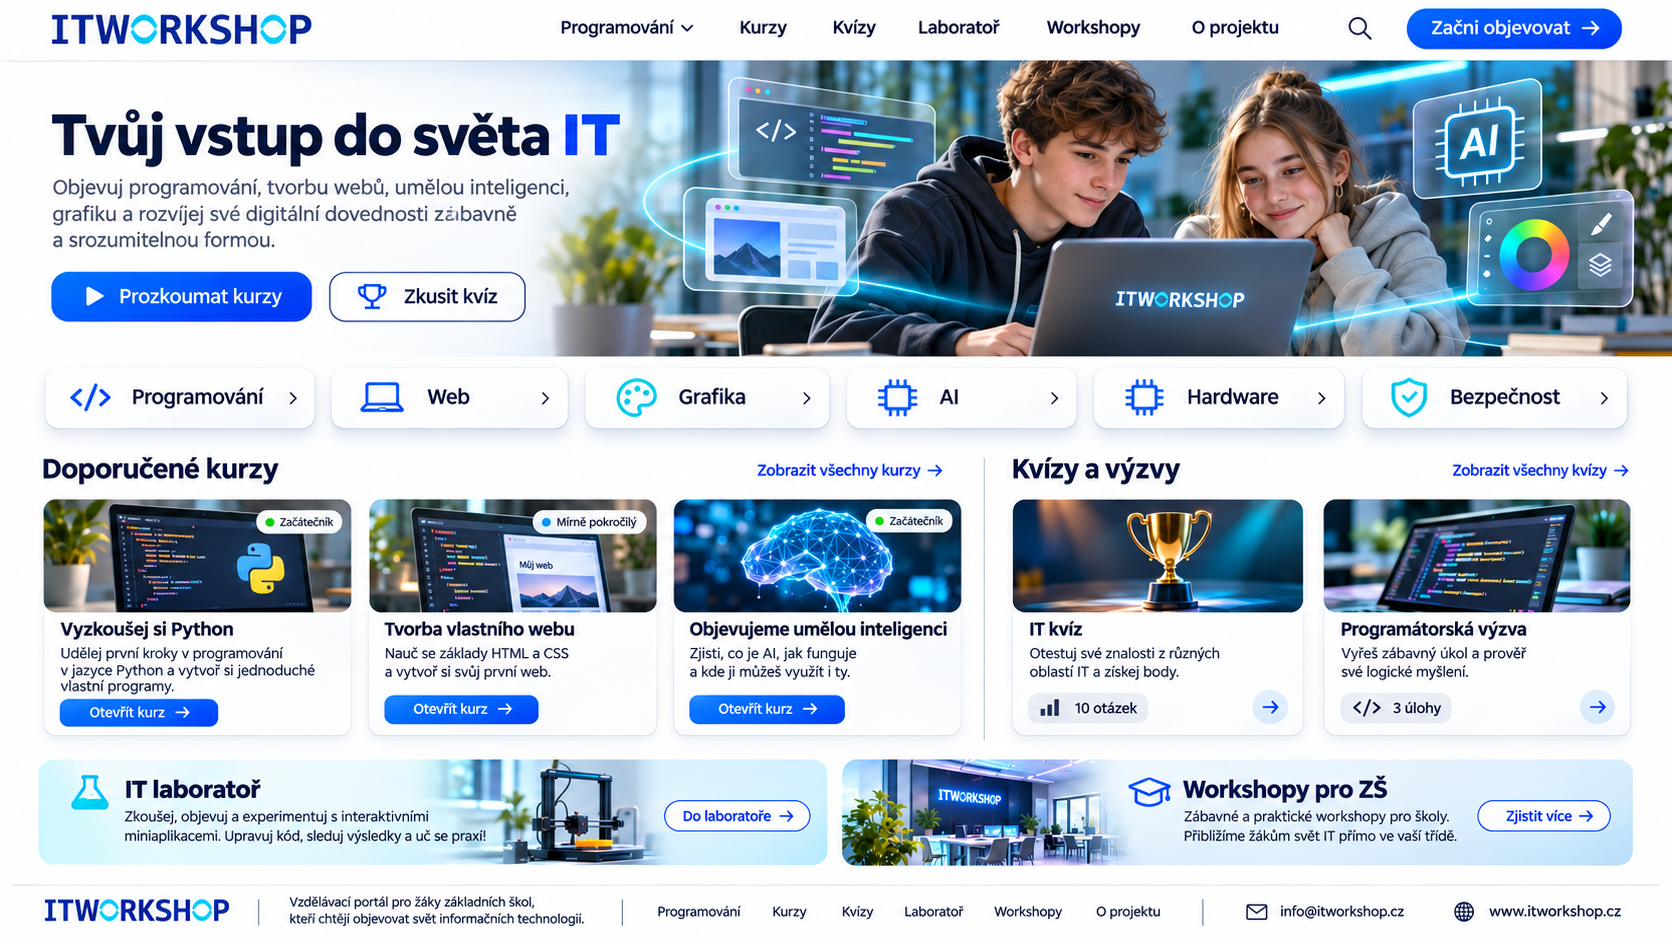 ITWORKSHOP
Programování
Kurzy
Kvízy
Laboratoř
Workshopy
O projektu
Začni objevovat →
Tvůj vstup do světa IT
Objevuj programování, tvorbu webů, umělou inteligenci,
grafiku a rozvíjej své digitální dovednosti zábavně
a srozumitelnou formou.
Prozkoumat kurzy
Zkusit kvíz
</>
AI
ITWORKSHOP
</> Programování
Web
Grafika
AI
Hardware
Bezpečnost
Doporučené kurzy
Zobrazit všechny kurzy →
Začátečník
Vyzkoušej si Python
Udělej první kroky v programování
v jazyce Python a vytvoř si jednoduché
vlastní programy.
Otevřít kurz →
Mírně pokročilý
Můj web
Tvorba vlastního webu
Nauč se základy HTML a CSS
a vytvoř si svůj první web.
Otevřít kurz →
Začátečník
Objevujeme umělou inteligenci
Zjisti, co je AI, jak funguje
a kde ji můžeš využít i ty.
Otevřít kurz →
Kvízy a výzvy
Zobrazit všechny kvízy →
IT kvíz
Otestuj své znalosti z různých
oblastí IT a získej body.
10 otázek
Programátorská výzva
Vyřeš zábavný úkol a prověř
své logické myšlení.
</> 3 úlohy
IT laboratoř
Zkoušej, objevuj a experimentuj s interaktivními
miniaplikacemi. Upravuj kód, sleduj výsledky a uč se praxí!
Do laboratoře →
ITWORKSHOP
Workshopy pro ZŠ
Zábavné a praktické workshopy pro školy.
Přiblížíme žákům svět IT přímo ve vaší třídě.
Zjistit více →
ITWORKSHOP
Vzdělávací portál pro žáky základních škol,
kteří chtějí objevovat svět informačních technologií.
Programování
Kurzy
Kvízy
Laboratoř
Workshopy
O projektu
info@itworkshop.cz
www.itworkshop.cz